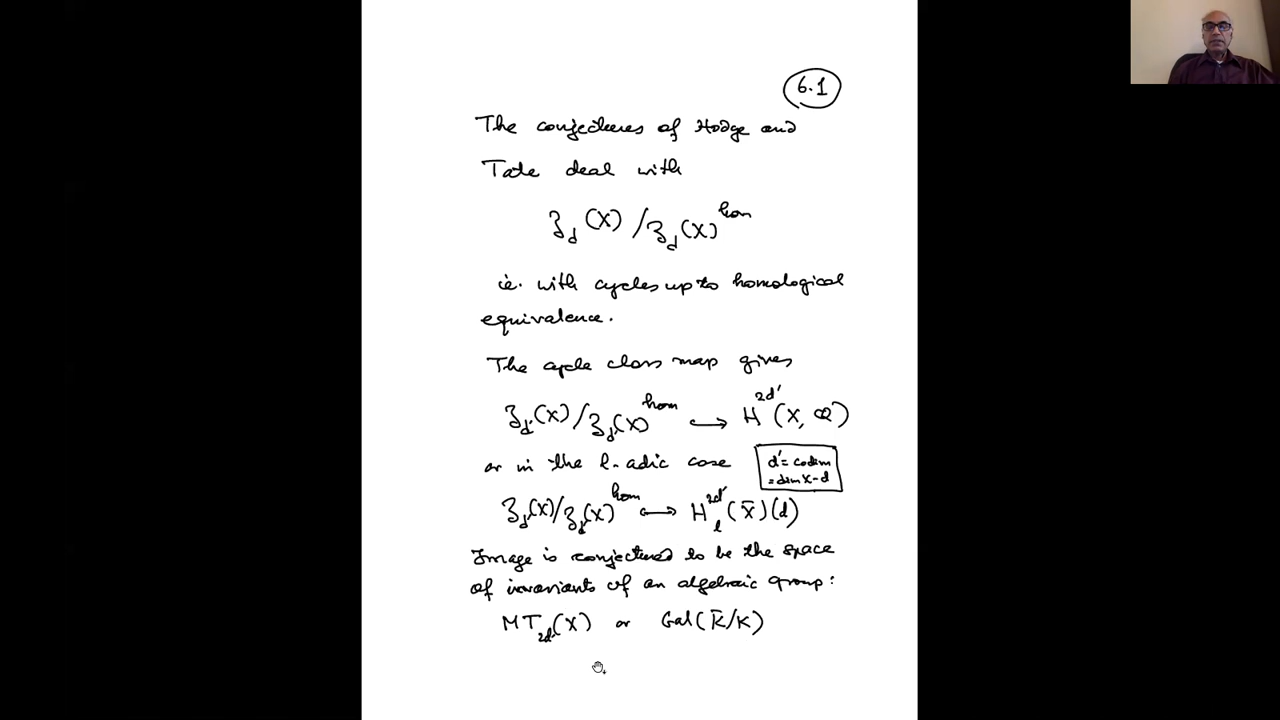 6.1
The conjectures of Hodge and
Tate deal with
𝔷_d(X) / 𝔷_d(X)^hom
i.e. with cycles up to homological
equivalence.
The cycle class map gives
𝔷_d(X) / 𝔷_d(X)^hom ↪ H^{2d'}(X, ℚ)
or in the l-adic case
d' = codim
= dim X - d
𝔷_d(X) / 𝔷_d(X)^hom ↪ H_l^{2d'}(X̄)(d)
Image is conjectured to be the space
of invariants of an algebraic group:
MT_{2d'}(X) or Gal(K̄/K)